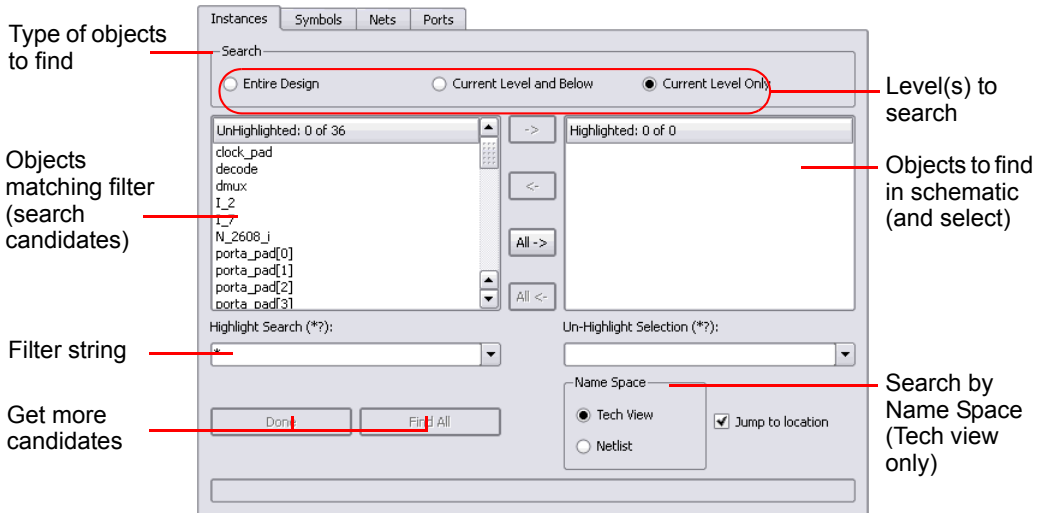 Instances Symbols Nets Ports
Type of objects
to find
Search
Entire Design Current Level and Below Current Level Only
Level(s) to
search
UnHighlighted: 0 of 36
->
Highlighted: 0 of 0
Objects
matching filter
(search
candidates)
clock_pad
decode
dmux
I_2
I_7
N_2608_i
porta_pad[0]
porta_pad[1]
porta_pad[2]
porta_pad[3]
<-
All ->
All <-
Objects to find
in schematic
(and select)
Highlight Search (*?):
Un-Highlight Selection (*?):
Filter string
*
Name Space
Tech View
Netlist
Jump to location
Search by
Name Space
(Tech view
only)
Get more
candidates
Done
Find All